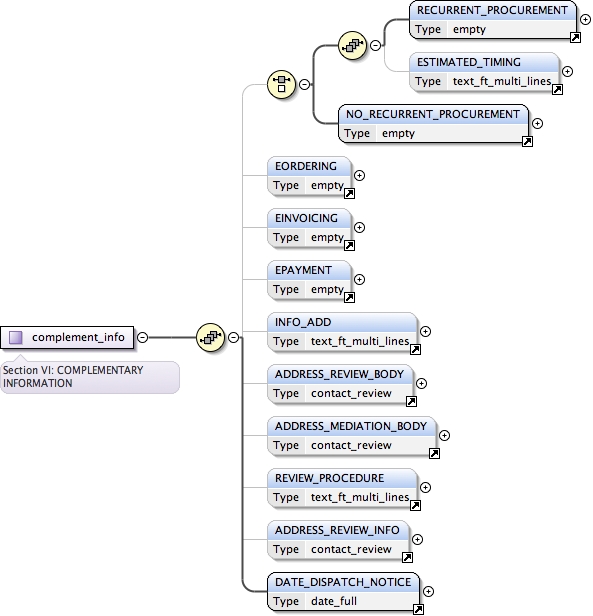 RECURRENT_PROCUREMENT
Type empty
ESTIMATED_TIMING
Type text_ft_multi_lines
NO_RECURRENT_PROCUREMENT
Type empty
EORDERING
Type empty
EINVOICING
Type empty
EPAYMENT
Type empty
complement_info
Section VI: COMPLEMENTARY
INFORMATION
INFO_ADD
Type text_ft_multi_lines
ADDRESS_REVIEW_BODY
Type contact_review
ADDRESS_MEDIATION_BODY
Type contact_review
REVIEW_PROCEDURE
Type text_ft_multi_lines
ADDRESS_REVIEW_INFO
Type contact_review
DATE_DISPATCH_NOTICE
Type date_full